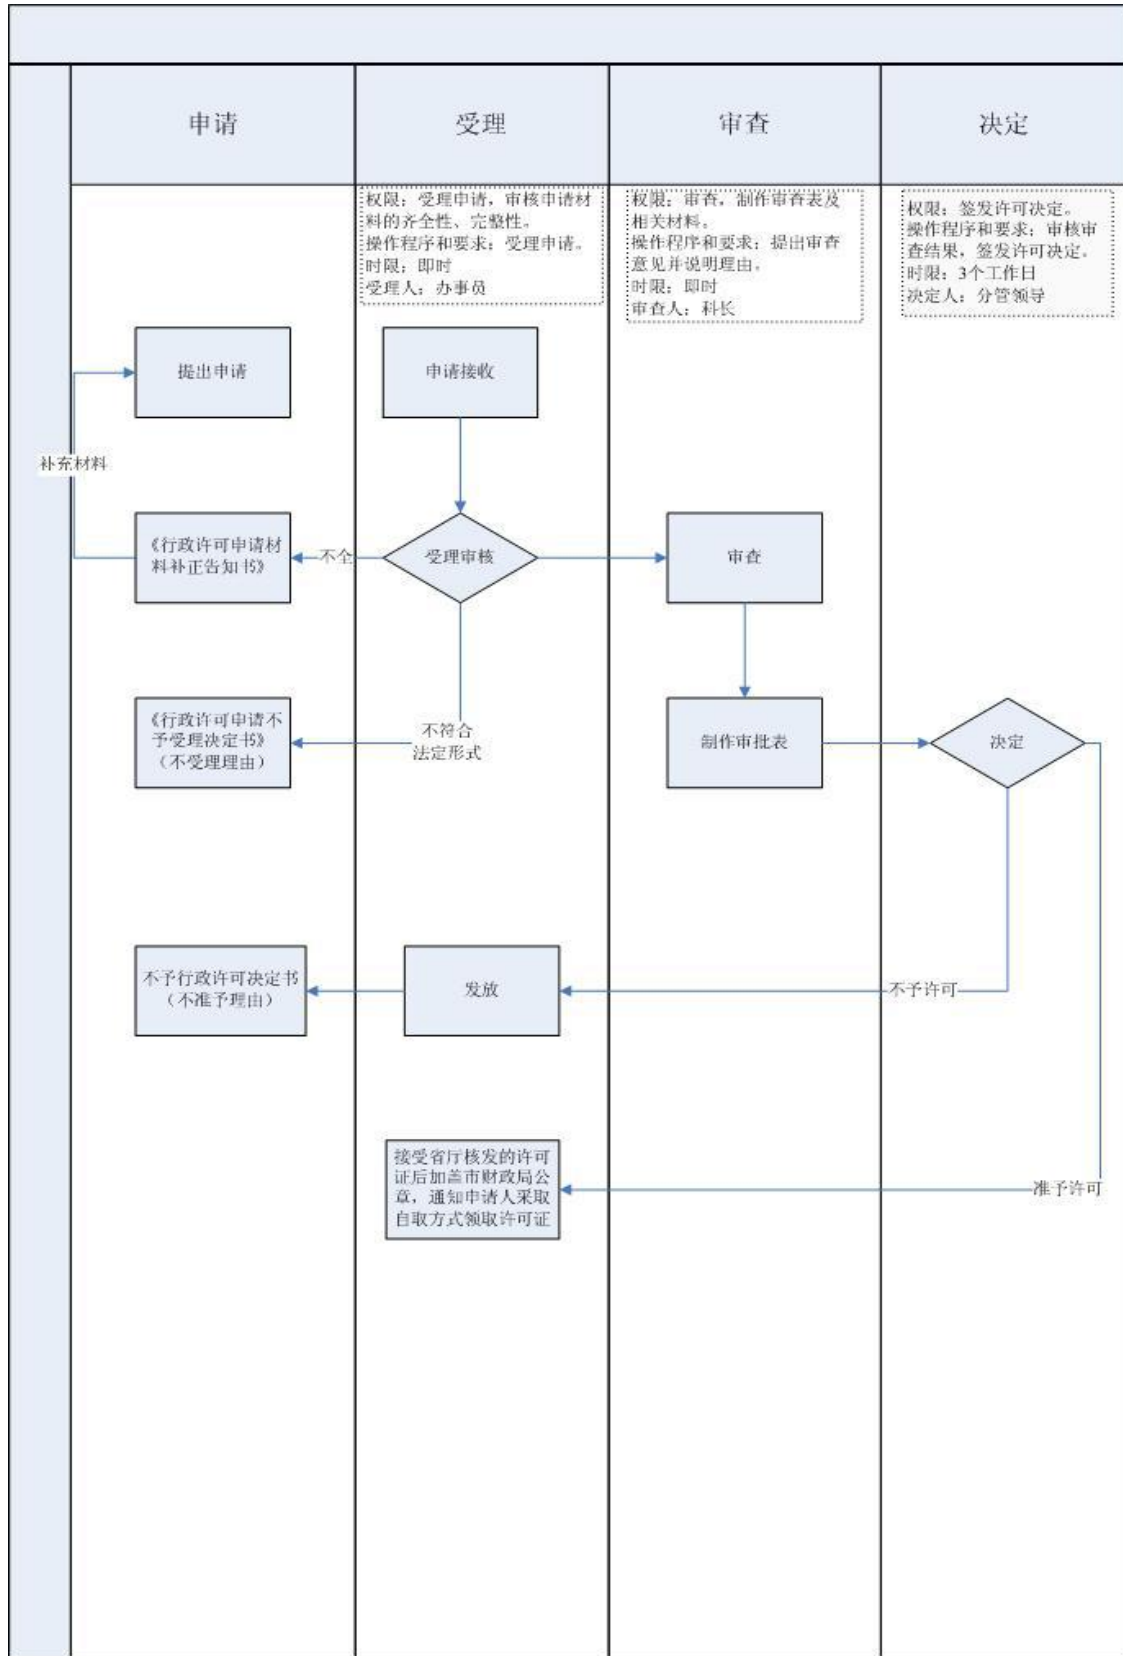 申请
受理
审查
决定
权限：受理申请，审核申请材
料的齐全性、完整性。
操作程序和要求：受理申请。
时限：即时
受理人：办事员
权限：审查，制作审查表及
相关材料。
操作程序和要求：提出审查
意见并说明理由。
时限：即时
审查人：科长
权限：签发许可决定。
操作程序和要求：审核审
查结果，签发许可决定。
时限：3个工作日
决定人：分管领导
提出申请
申请接收
补充材料
《行政许可申请材
料补正告知书》
不全
受理审核
审查
《行政许可申请不
予受理决定书》
（不受理理由）
不符合
法定形式
制作审批表
决定
不予行政许可决定书
（不准予理由）
发放
不予许可
接受省厅核发的许可
证后加盖市财政局公
章，通知申请人采取
自取方式领取许可证
准予许可